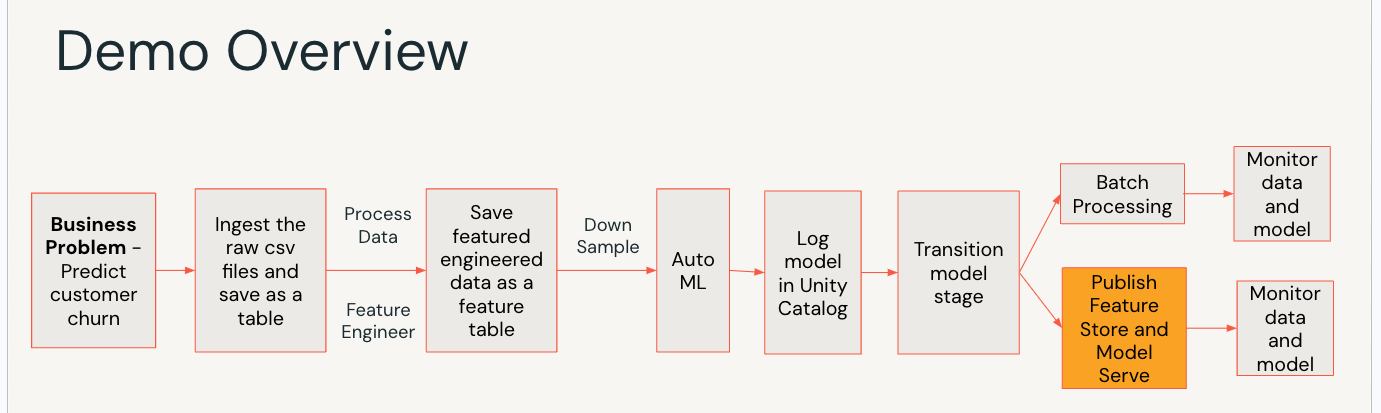 Demo Overview
Business
Problem –
Predict
customer
churn
Ingest the
raw csv
files and
save as a
table
Process
Data
Feature
Engineer
Save
featured
engineered
data as a
feature
table
Down
Sample
Auto
ML
Log
model
in Unity
Catalog
Transition
model
stage
Batch
Processing
Monitor
data
and
model
Publish
Feature
Store and
Model
Serve
Monitor
data
and
model